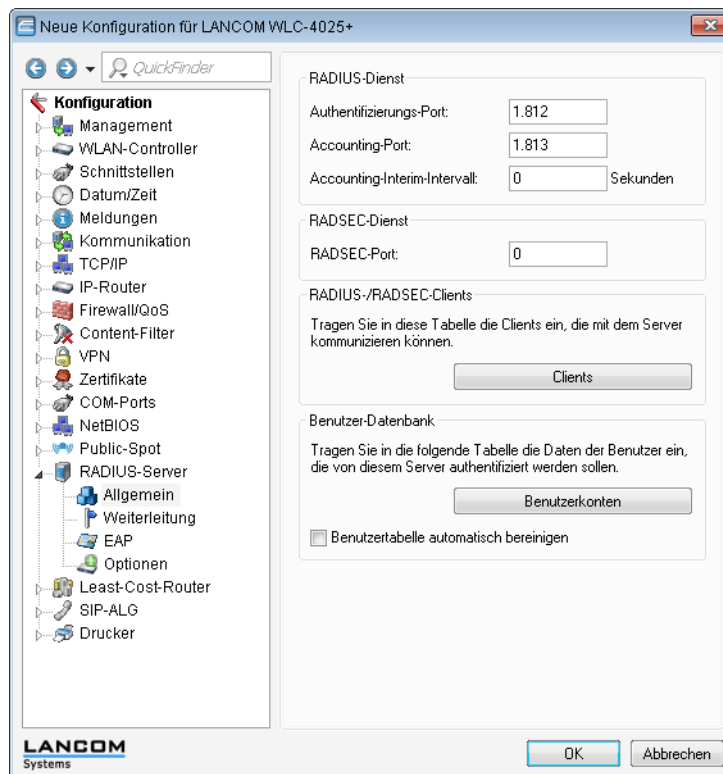 Neue Konfiguration für LANCOM WLC-4025+
QuickFinder
Konfiguration
Management
WLAN-Controller
Schnittstellen
Datum/Zeit
Meldungen
Kommunikation
TCP/IP
IP-Router
Firewall/QoS
Content-Filter
VPN
Zertifikate
COM-Ports
NetBIOS
Public-Spot
RADIUS-Server
Allgemein
Weiterleitung
EAP
Optionen
Least-Cost-Router
SIP-ALG
Drucker
RADIUS-Dienst
Authentifizierungs-Port: 1.812
Accounting-Port: 1.813
Accounting-Interim-Intervall: 0 Sekunden
RADSEC-Dienst
RADSEC-Port: 0
RADIUS-/RADSEC-Clients
Tragen Sie in diese Tabelle die Clients ein, die mit dem Server
kommunizieren können.
Clients
Benutzer-Datenbank
Tragen Sie in die folgende Tabelle die Daten der Benutzer ein,
die von diesem Server authentifiziert werden sollen.
Benutzerkonten
Benutzertabelle automatisch bereinigen
LANCOM
Systems
OK Abbrechen